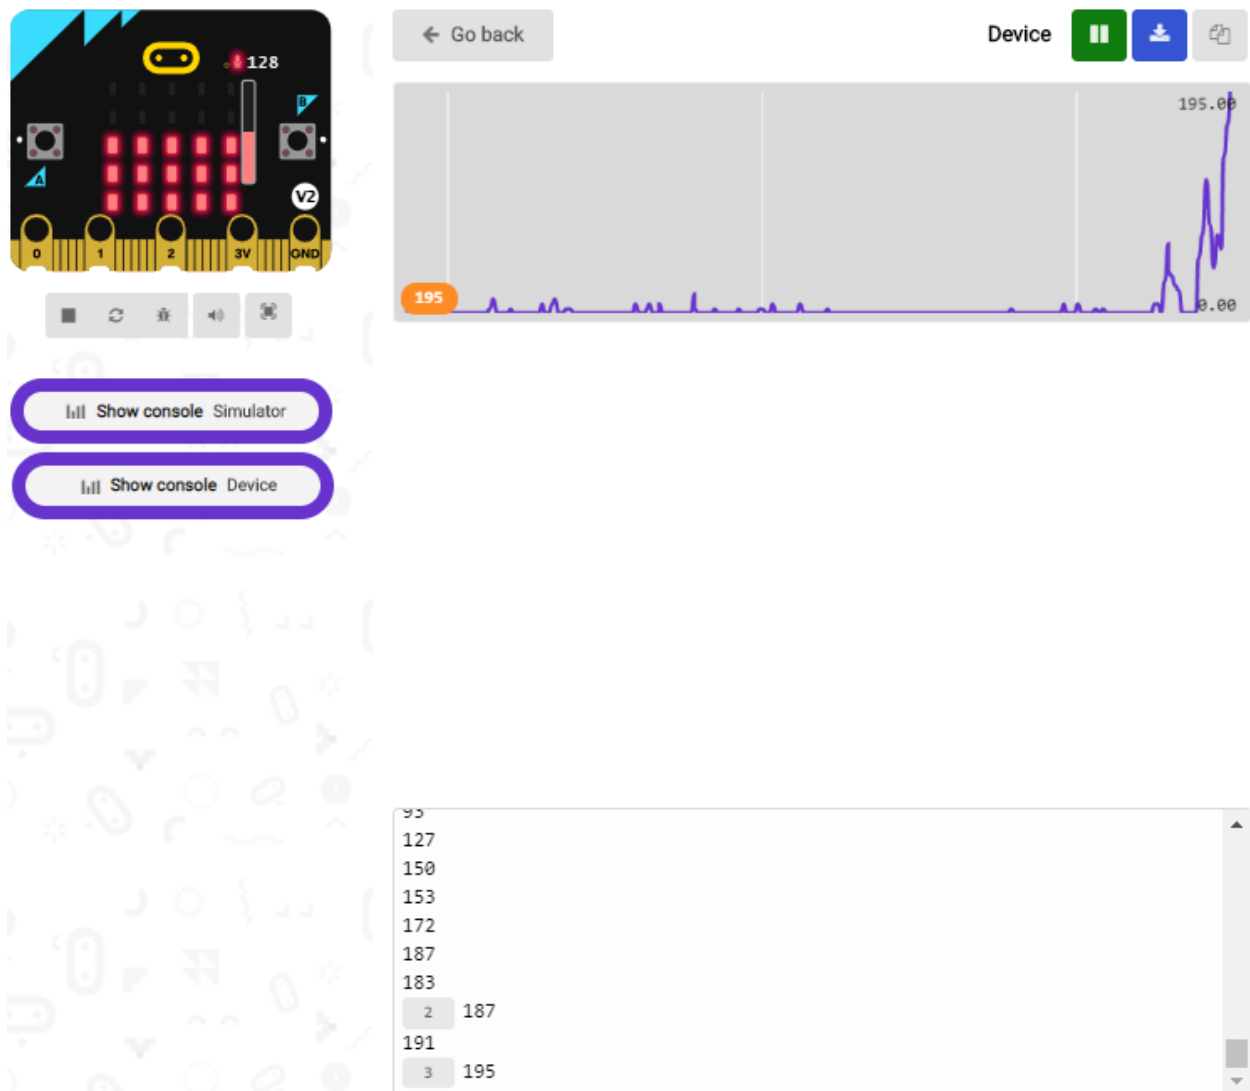 128
B
A
V2
0 1 2 3V GND
Show console Simulator
Show console Device
Go back
Device
195.00
195
0.00
93
127
150
153
172
187
183
2 187
191
3 195